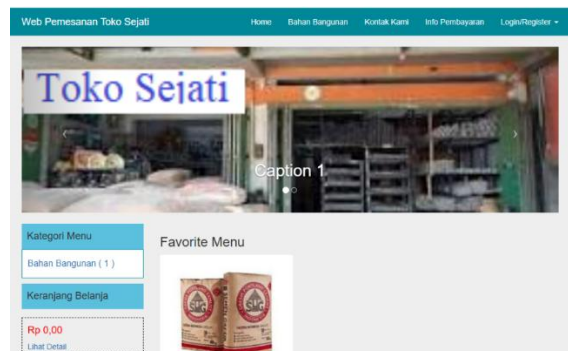 Web Pemesanan Toko Sejati
Home Bahan Bangunan Kontak Kami Info Pembayaran Login/Register
Toko Sejati
Caption 1
Kategori Menu
Bahan Bangunan ( 1 )
Keranjang Belanja
Rp 0,00
Lihat Detail
Favorite Menu